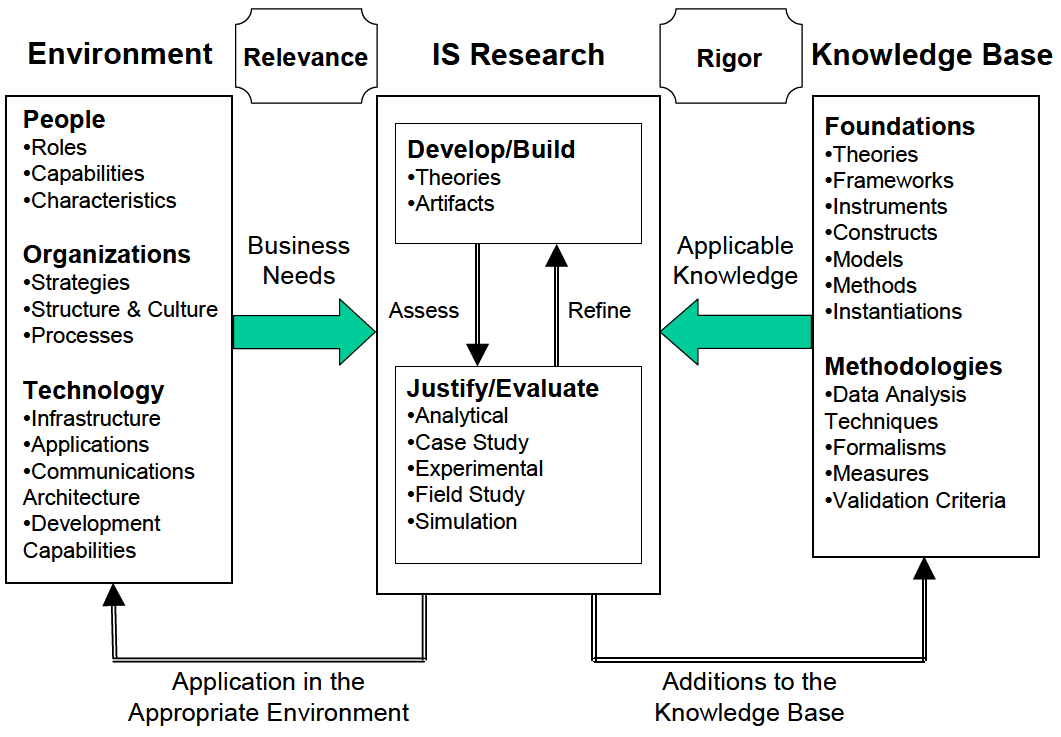 Environment
Relevance
IS Research
Rigor
Knowledge Base
People
•Roles
•Capabilities
•Characteristics
Organizations
•Strategies
•Structure & Culture
•Processes
Technology
•Infrastructure
•Applications
•Communications
Architecture
•Development
Capabilities
Business
Needs
Develop/Build
•Theories
•Artifacts
Assess
Refine
Justify/Evaluate
•Analytical
•Case Study
•Experimental
•Field Study
•Simulation
Applicable
Knowledge
Foundations
•Theories
•Frameworks
•Instruments
•Constructs
•Models
•Methods
•Instantiations
Methodologies
•Data Analysis
Techniques
•Formalisms
•Measures
•Validation Criteria
Application in the
Appropriate Environment
Additions to the
Knowledge Base